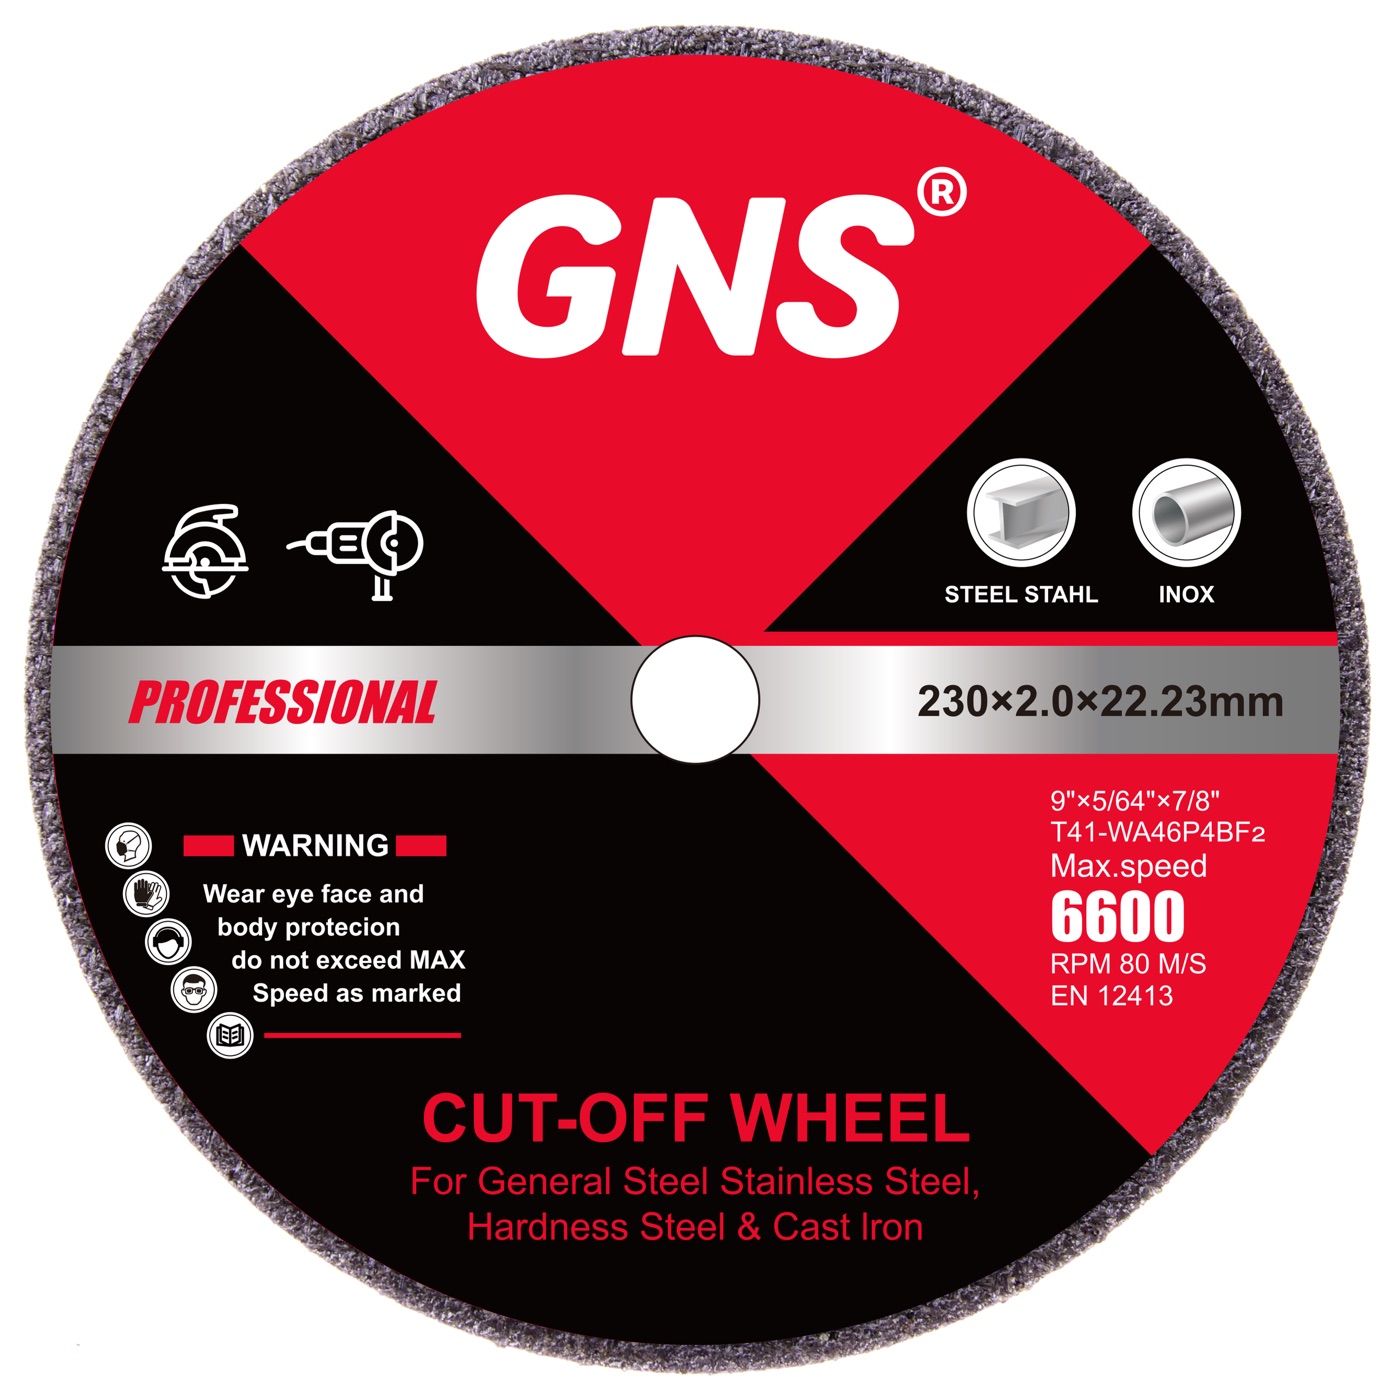 GNS®
STEEL STAHL
INOX
PROFESSIONAL
230×2.0×22.23mm
9"×5/64"×7/8"
T41-WA46P4BF2
Max.speed
6600
RPM 80 M/S
EN 12413
WARNING
Wear eye face and
body protecion
do not exceed MAX
Speed as marked
CUT-OFF WHEEL
For General Steel Stainless Steel,
Hardness Steel & Cast Iron